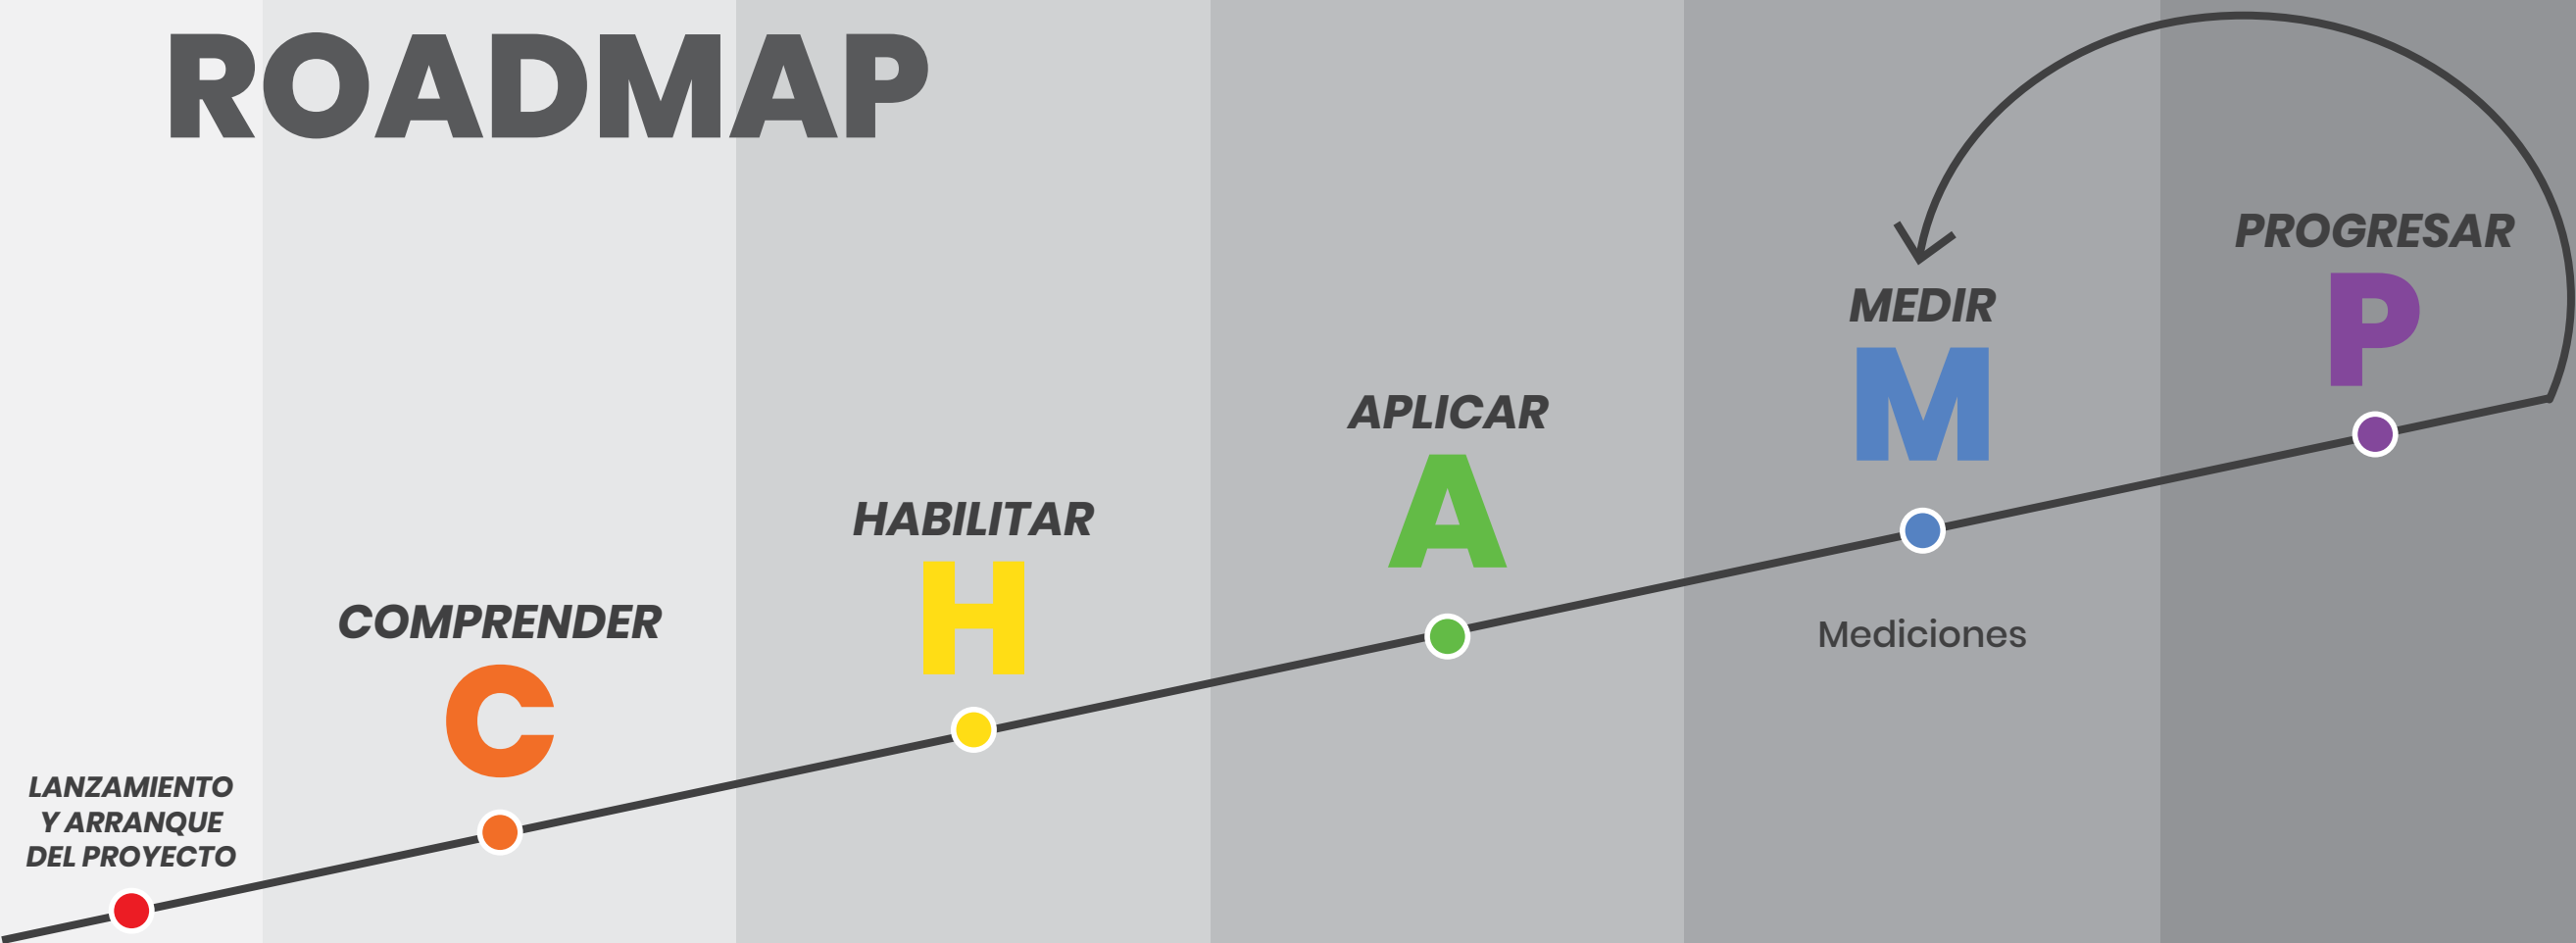 ROADMAP
LANZAMIENTO
Y ARRANQUE
DEL PROYECTO
COMPRENDER
C
HABILITAR
H
APLICAR
A
MEDIR
M
Mediciones
PROGRESAR
P